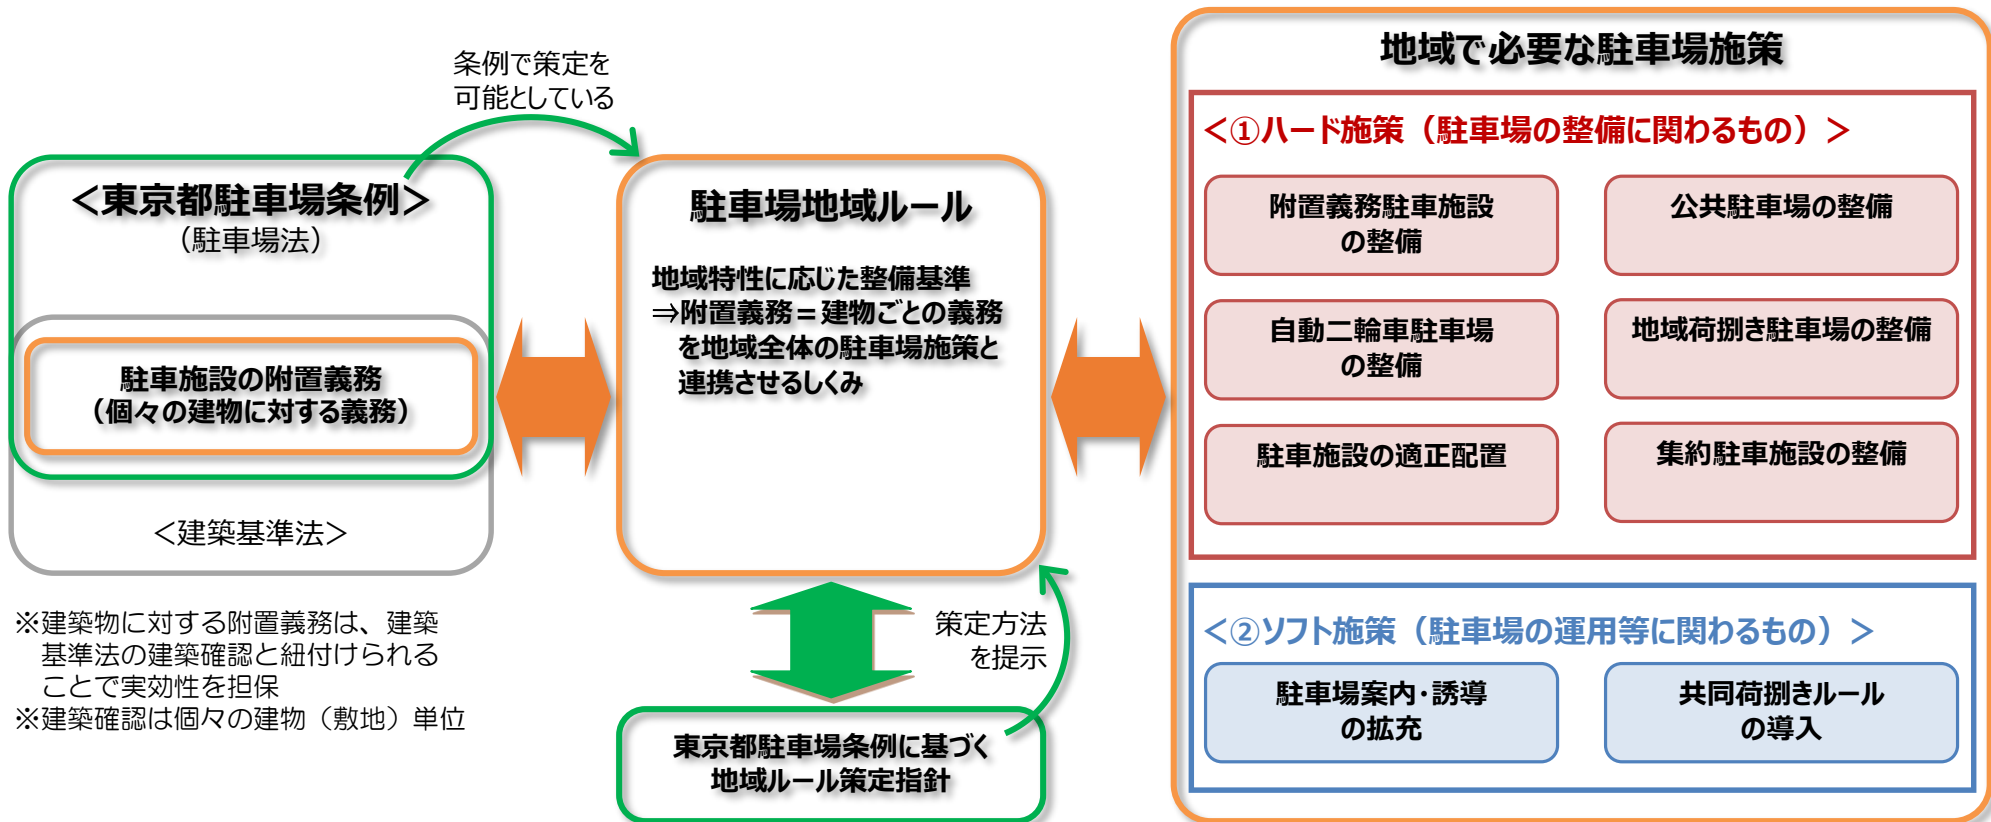 条例で策定を
可能としている
＜東京都駐車場条例＞
（駐車場法）
駐車施設の附置義務
（個々の建物に対する義務）
＜建築基準法＞
※建築物に対する附置義務は、建築
基準法の建築確認と紐付けられる
ことで実効性を担保
※建築確認は個々の建物（敷地）単位
駐車場地域ルール
地域特性に応じた整備基準
⇒附置義務＝建物ごとの義務
を地域全体の駐車場施策と
連携させるしくみ
策定方法
を提示
東京都駐車場条例に基づく
地域ルール策定指針
地域で必要な駐車場施策
＜①ハード施策（駐車場の整備に関わるもの）＞
附置義務駐車施設
の整備
公共駐車場の整備
自動二輪車駐車場
の整備
地域荷捌き駐車場の整備
駐車施設の適正配置
集約駐車施設の整備
＜②ソフト施策（駐車場の運用等に関わるもの）＞
駐車場案内・誘導
の拡充
共同荷捌きルール
の導入